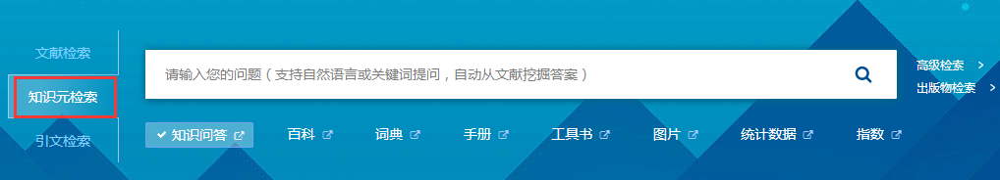 文献检索
知识元检索
引文检索
请输入您的问题（支持自然语言或关键词提问，自动从文献挖掘答案）
高级检索 >
出版物检索 >
知识问答 百科 词典 手册 工具书 图片 统计数据 指数